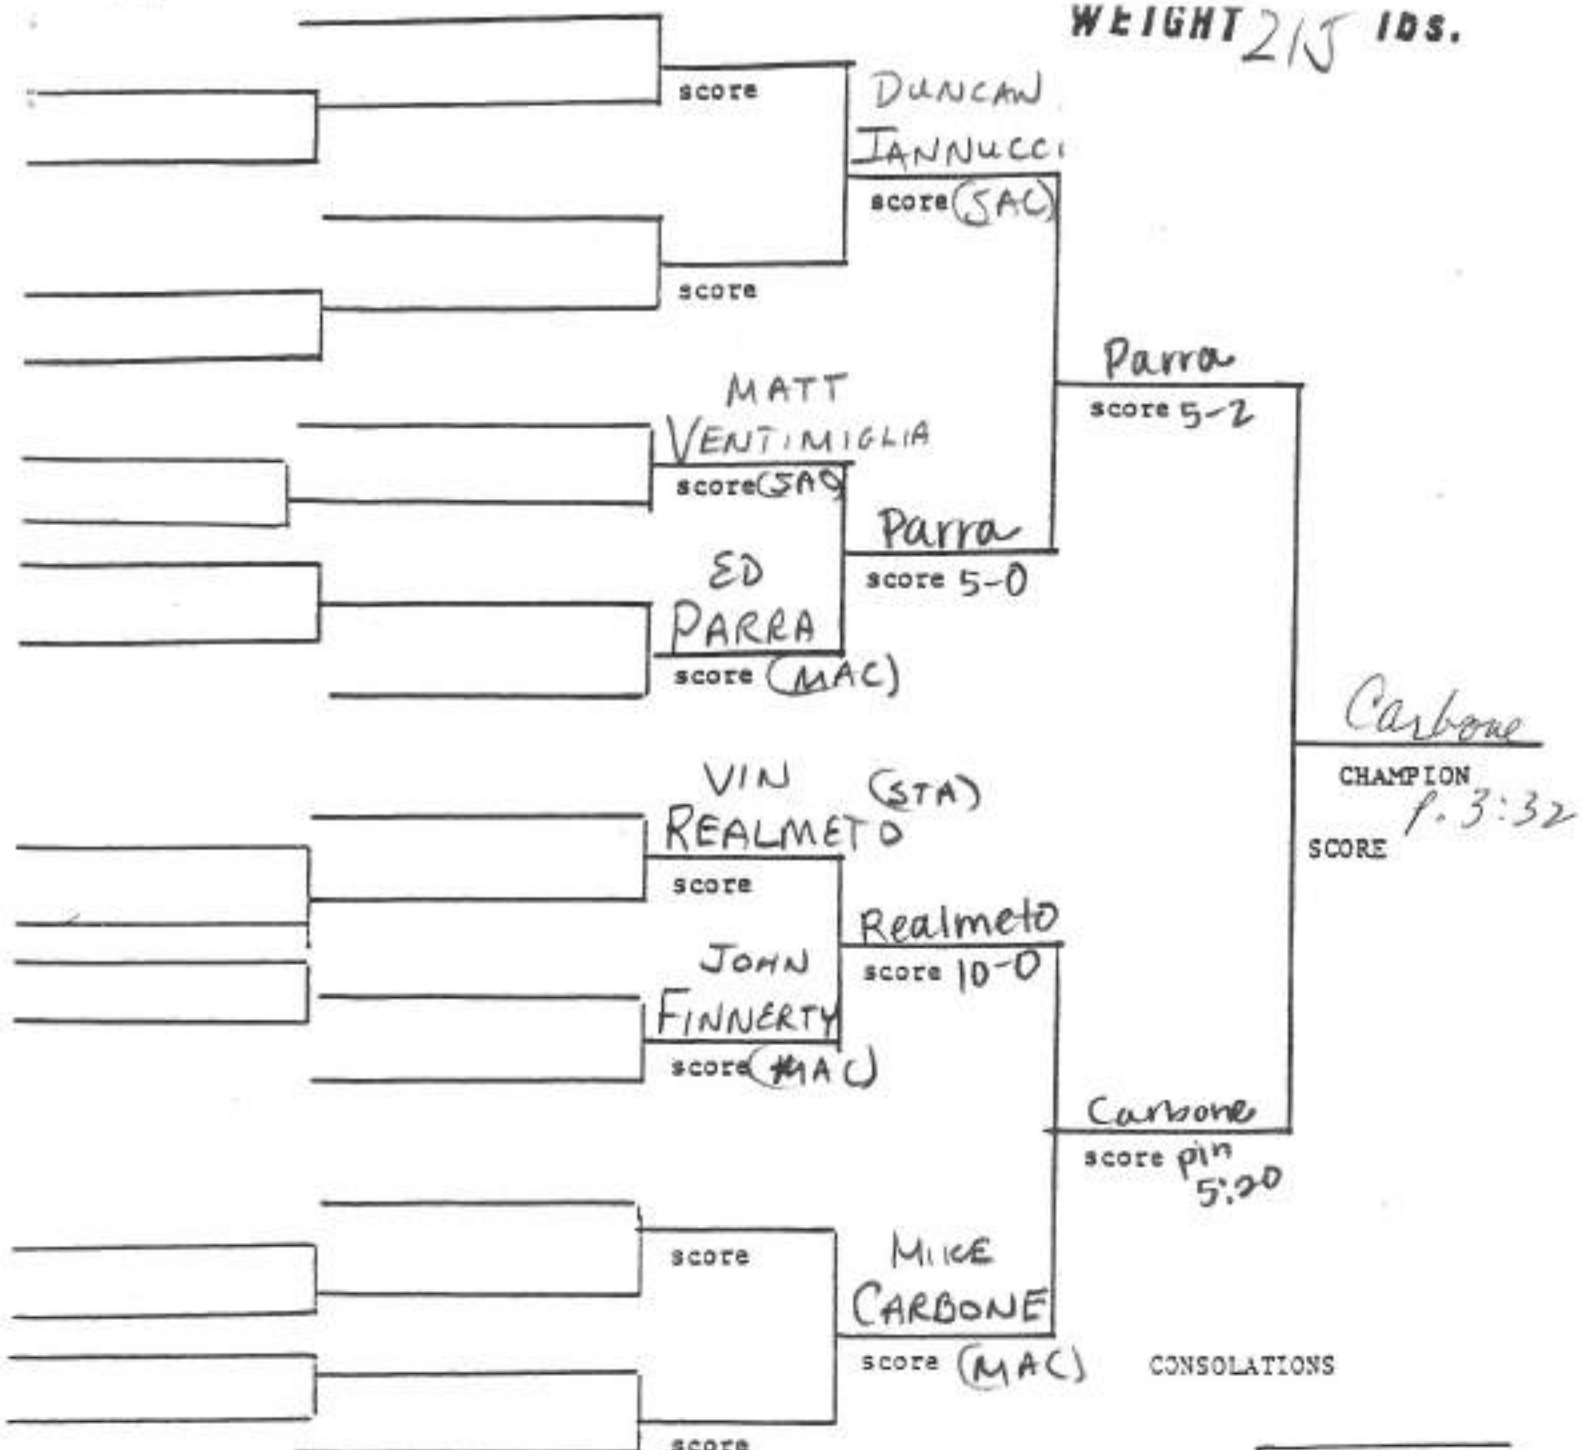 WEIGHT 215 lbs.
score
DUNCAN
IANNUCCI
score (SAC)
score
Parra
score 5-2
MATT
VENTIMIGLIA
score (SAC)
Parra
score 5-0
ED
PARRA
score (MAC)
Carbone
CHAMPION
P. 3:32
SCORE
VIN (STA)
REALMETO
score
Realmeto
score 10-0
JOHN
FINNERTY
score (MAC)
Carbone
score pin
5:20
score
MIKE
CARBONE
score (MAC)
CONSOLATIONS
score